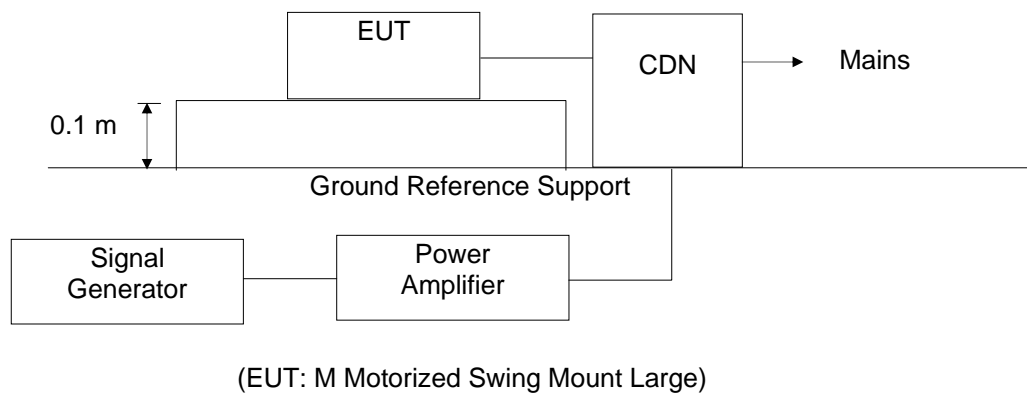 EUT
CDN
Mains
0.1 m
Ground Reference Support
Signal
Generator
Power
Amplifier
(EUT: M Motorized Swing Mount Large)